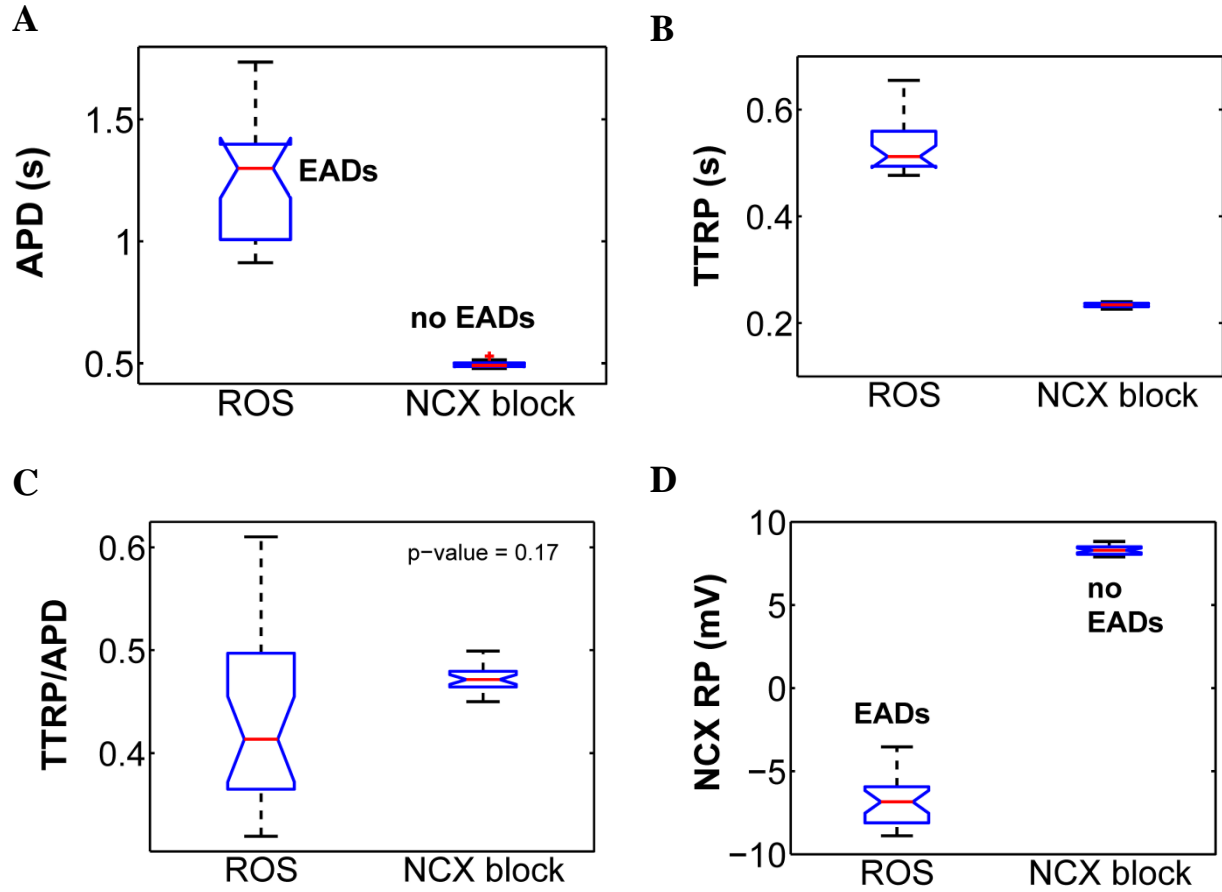 A
APD (s)
1.5
1
0.5
EADs
no EADs
ROS
NCX block
B
TTRP (s)
0.6
0.4
0.2
ROS
NCX block
C
TTRP/APD
0.6
0.5
0.4
p-value = 0.17
ROS
NCX block
D
NCX RP (mV)
10
5
0
−5
−10
EADs
no
EADs
ROS
NCX block